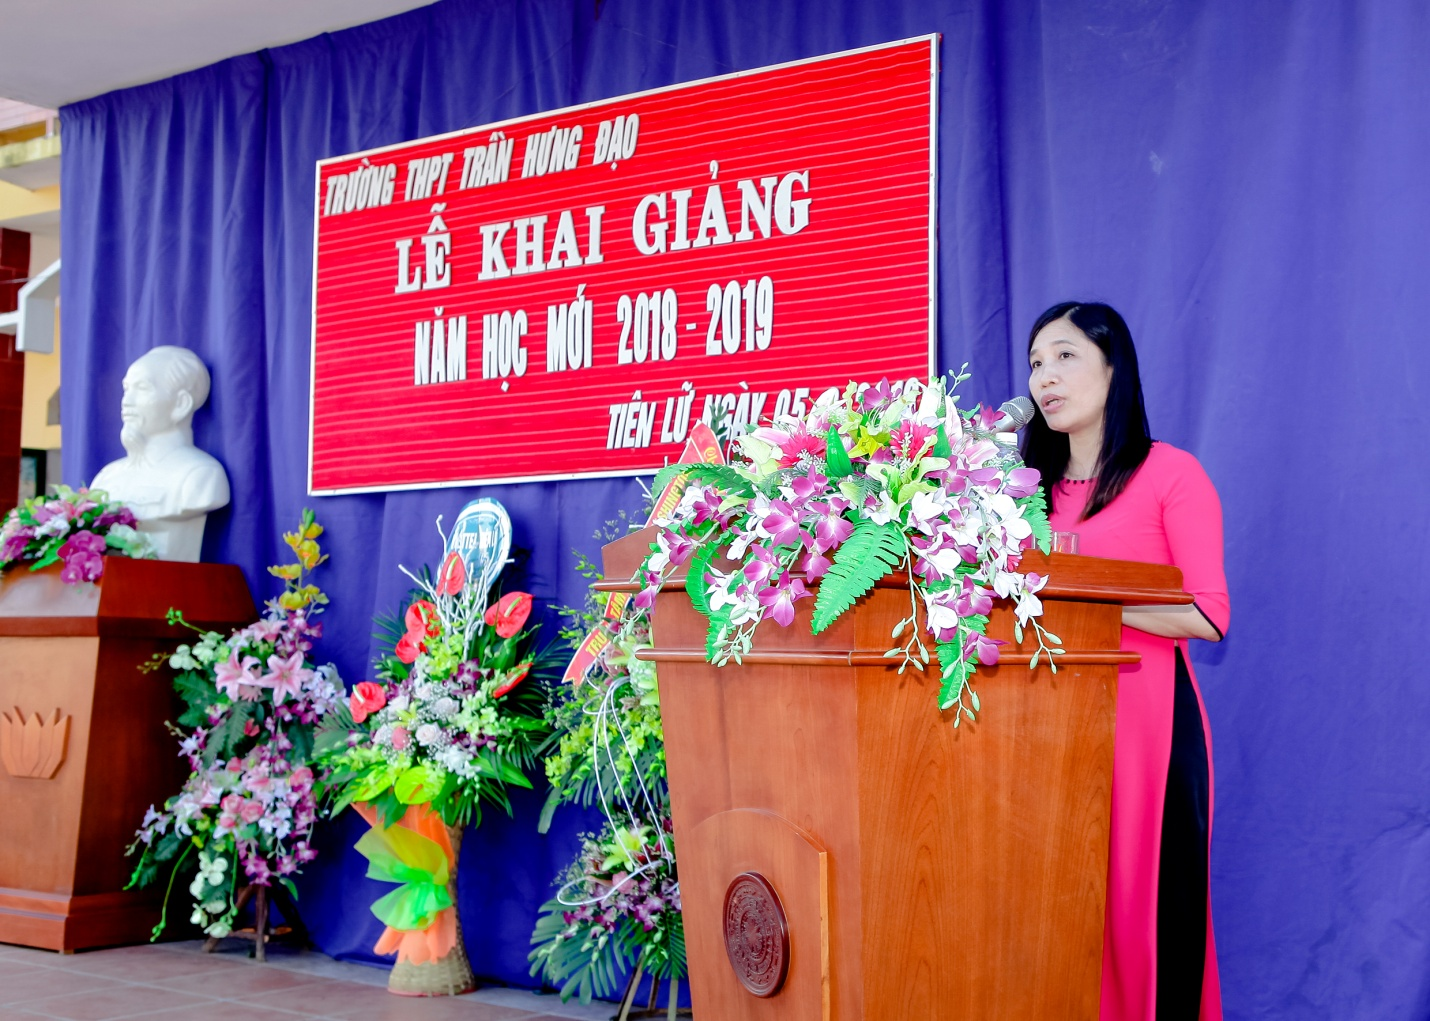 TRƯỜNG THPT TRẦN HƯNG ĐẠO
LỄ KHAI GIẢNG
NĂM HỌC MỚI 2018 - 2019
TIÊN LỮ NGÀY 05